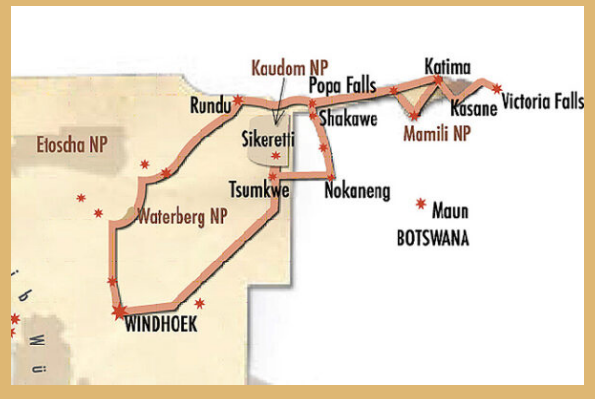 Katima
Kaudom NP
Popa Falls
Rundu
Victoria Falls
Kasane
Shakawe
Mamili NP
Sikeretti
Etoscha NP
Tsumkwe
Nokaneng
Waterberg NP
Maun
BOTSWANA
WINDHOEK
i b
W ü